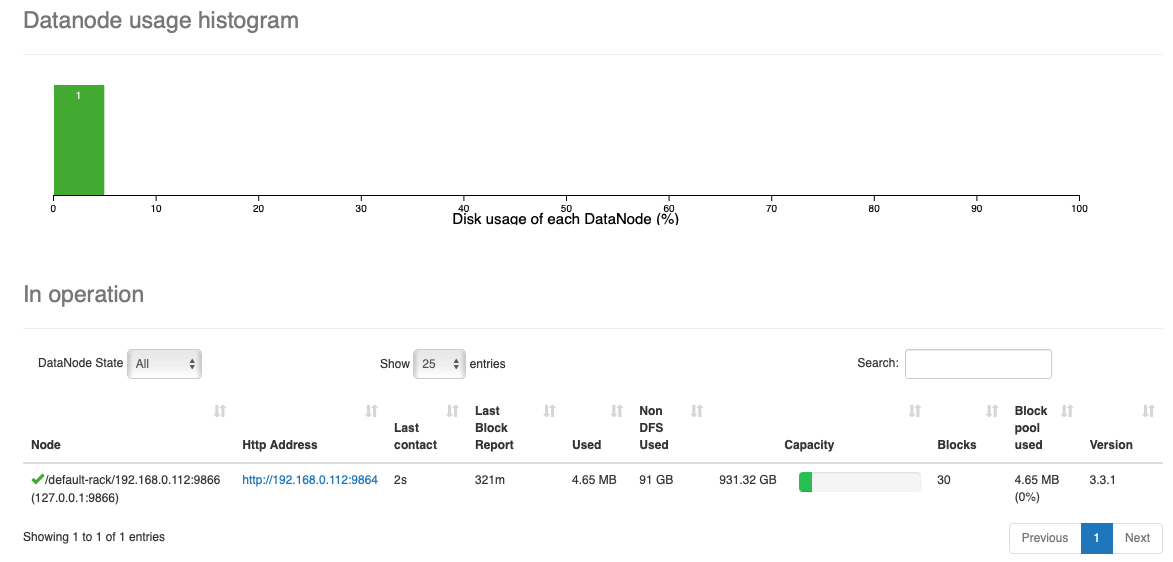 Datanode usage histogram
1
0 10 20 30 40 50 60 70 80 90 100
Disk usage of each DataNode (%)
In operation
DataNode State All Show 25 entries Search:
Node Http Address Last contact Last Block Report Used Non DFS Used Capacity Blocks Block pool used Version
/default-rack/192.168.0.112:9866 http://192.168.0.112:9864 2s 321m 4.65 MB 91 GB 931.32 GB 30 4.65 MB 3.3.1
(127.0.0.1:9866) (0%)
Showing 1 to 1 of 1 entries Previous 1 Next